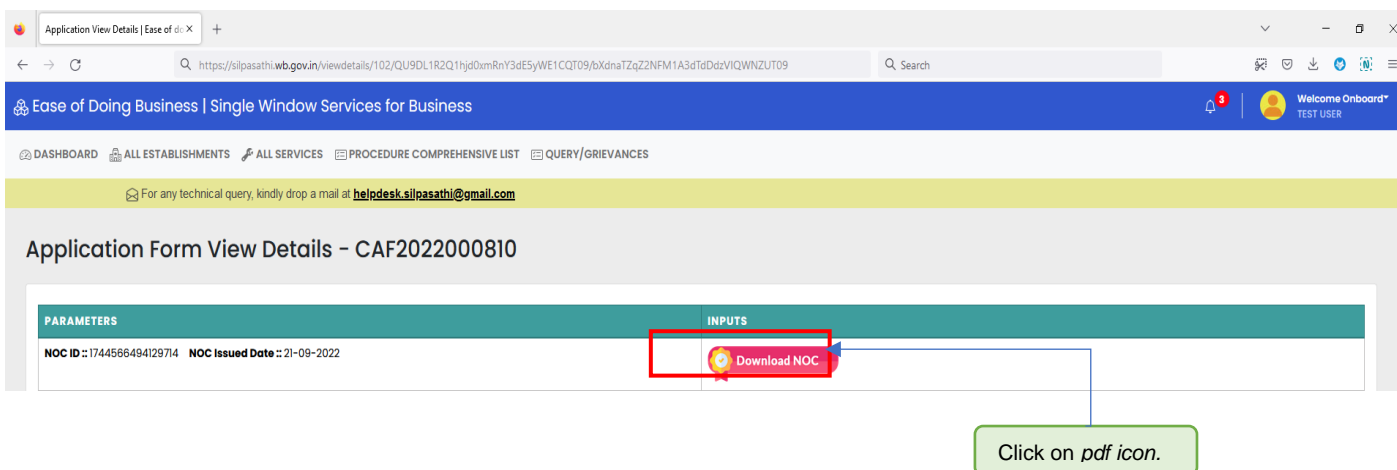 Application View Details | Ease of do
https://silpasathi.wb.gov.in/viewdetails/102/QU9DL1R2Q1hjd0xmRnY3dE5yWE1CQT09/bXdnaTZqZ2NFM1A3dTdDdzVIQWNZUT09
Search
Ease of Doing Business | Single Window Services for Business
3
Welcome Onboard
TEST USER
DASHBOARD ALL ESTABLISHMENTS ALL SERVICES PROCEDURE COMPREHENSIVE LIST QUERY/GRIEVANCES
For any technical query, kindly drop a mail at helpdesk.silpasathi@gmail.com
Application Form View Details - CAF2022000810
PARAMETERS INPUTS
NOC ID :: 1744566494129714 NOC Issued Date :: 21-09-2022 Download NOC
Click on pdf icon.